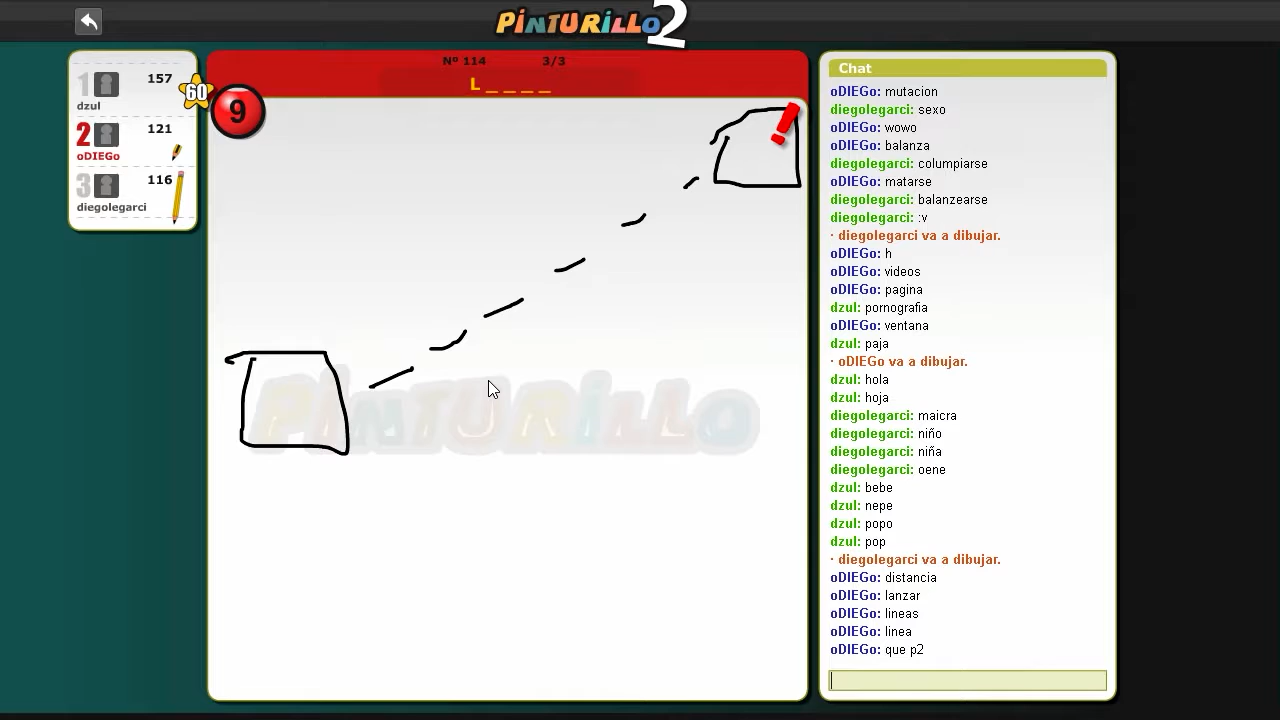 PINTURILLO 2
1 157
dzul
60
2 121
oDIEGo
3 116
diegolegarci
Nº 114 3/3
L _ _ _ _
9
!
PINTURILLO
Chat
oDIEGo: mutacion
diegolegarci: sexo
oDIEGo: wowo
oDIEGo: balanza
diegolegarci: columpiarse
oDIEGo: matarse
diegolegarci: balanzearse
diegolegarci: :v
· diegolegarci va a dibujar.
oDIEGo: h
oDIEGo: videos
oDIEGo: pagina
dzul: pornografia
oDIEGo: ventana
dzul: paja
· oDIEGo va a dibujar.
dzul: hola
dzul: hoja
diegolegarci: maicra
diegolegarci: niño
diegolegarci: niña
diegolegarci: oene
dzul: bebe
dzul: nepe
dzul: popo
dzul: pop
· diegolegarci va a dibujar.
oDIEGo: distancia
oDIEGo: lanzar
oDIEGo: lineas
oDIEGo: linea
oDIEGo: que p2